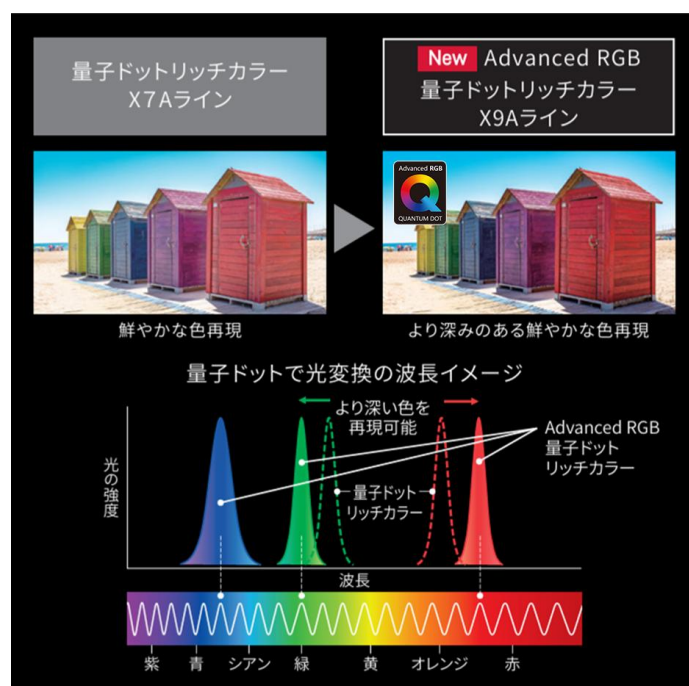 量子ドットリッチカラー
X7Aライン
New Advanced RGB
量子ドットリッチカラー
X9Aライン
Advanced RGB
QUANTUM DOT
鮮やかな色再現
より深みのある鮮やかな色再現
量子ドットで光変換の波長イメージ
より深い色を
再現可能
Advanced RGB
量子ドット
リッチカラー
量子ドット
リッチカラー
光の強度
波長
紫 青 シアン 緑 黄 オレンジ 赤